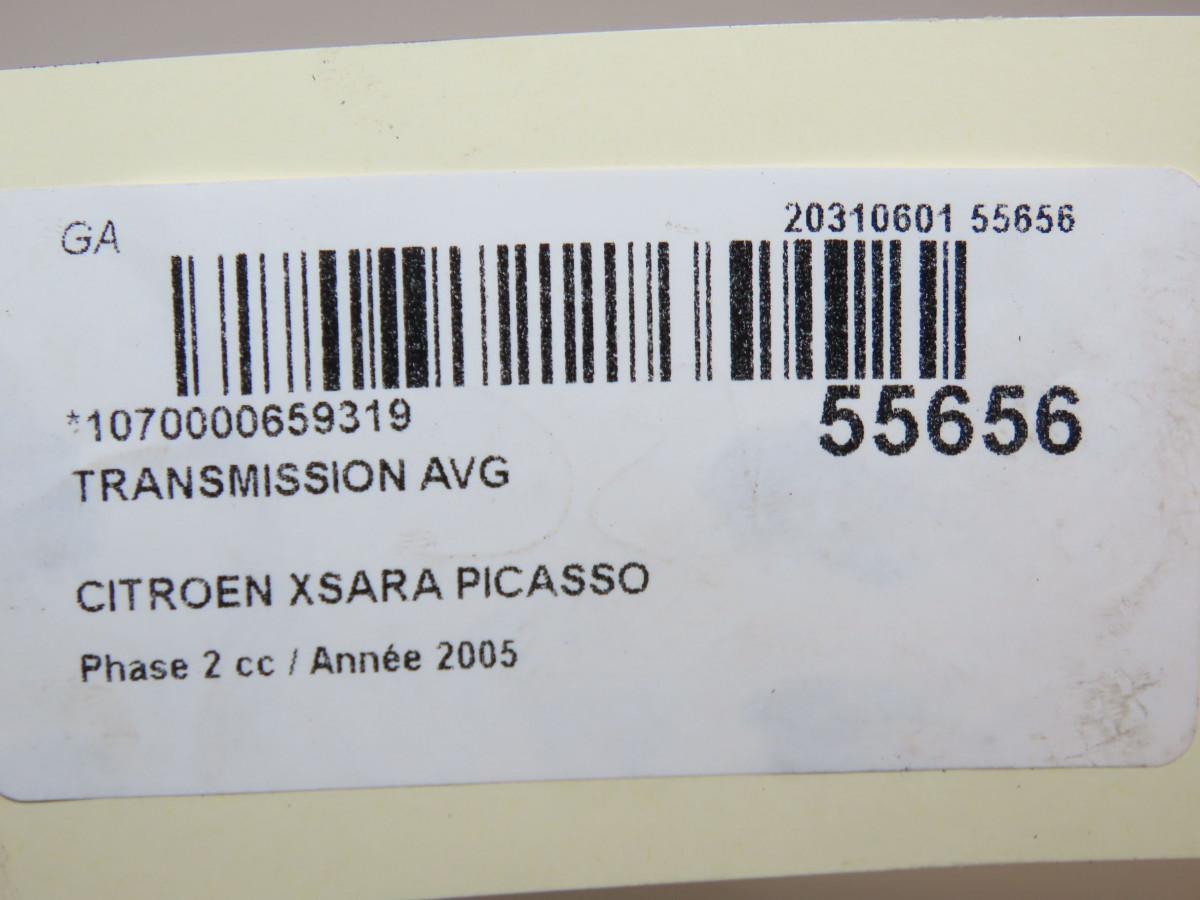 GA
20310601 55656
*1070000659319
55656
TRANSMISSION AVG
CITROEN XSARA PICASSO
Phase 2 cc / Année 2005